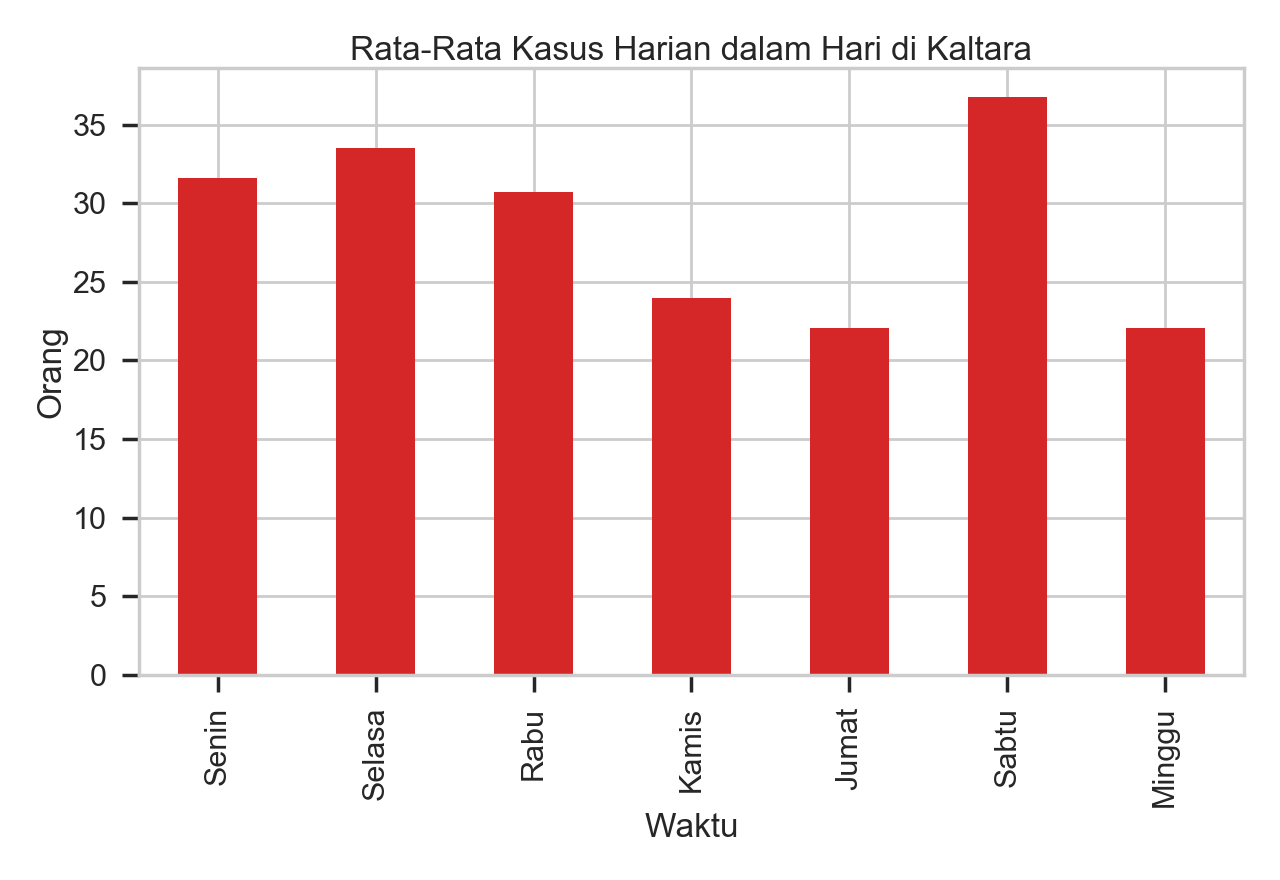 Rata-Rata Kasus Harian dalam Hari di Kaltara
35
30
25
20
15
10
5
0
Orang
Senin
Selasa
Rabu
Kamis
Jumat
Sabtu
Minggu
Waktu